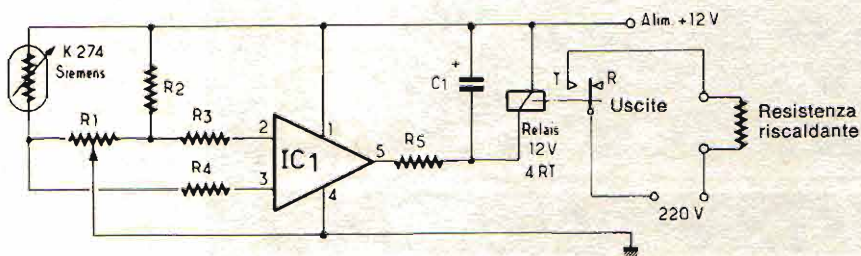 Alim. +12 V
K 274
Siemens
R1
R2
R3
R4
2
3
1
IC1
5
4
R5
+
C1
Relais
12V
4 RT
T
R
Uscite
Resistenza
riscaldante
220 V